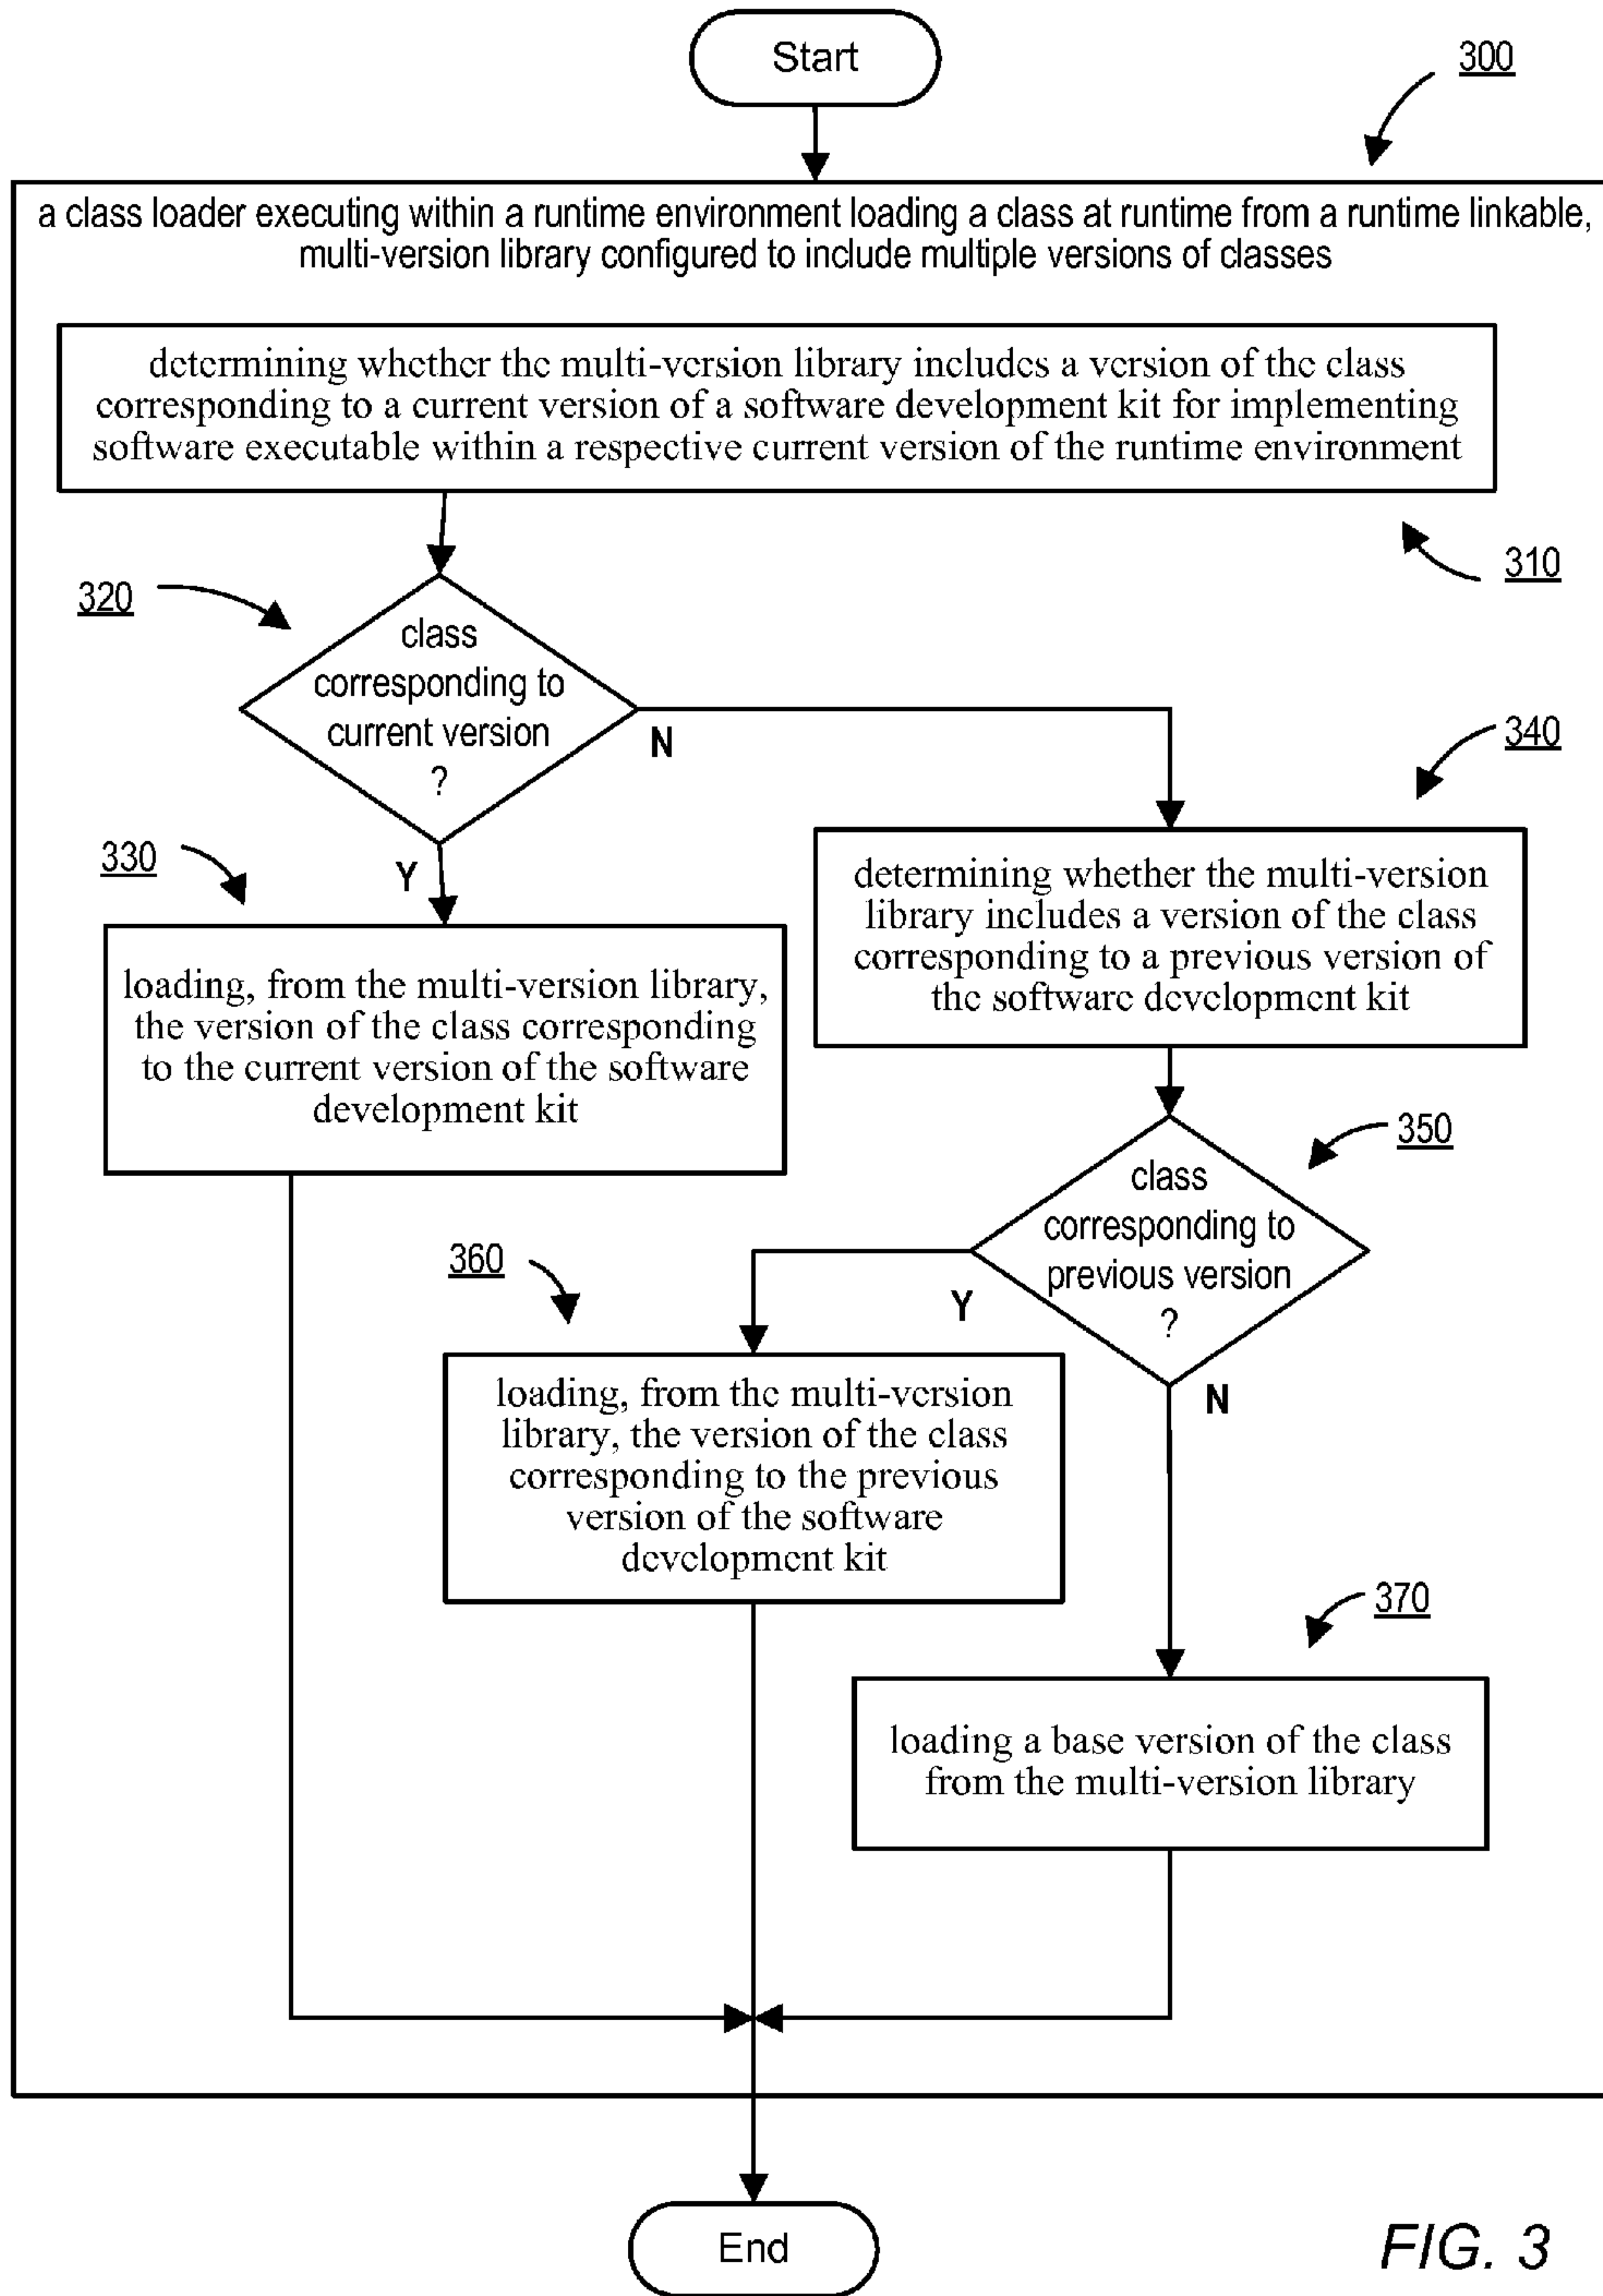 Start
300
a class loader executing within a runtime environment loading a class at runtime from a runtime linkable,
multi-version library configured to include multiple versions of classes
determining whether the multi-version library includes a version of the class
corresponding to a current version of a software development kit for implementing
software executable within a respective current version of the runtime environment
310
320
class
corresponding to
current version
?
N
Y
340
330
determining whether the multi-version
library includes a version of the class
corresponding to a previous version of
the software development kit
loading, from the multi-version library,
the version of the class corresponding
to the current version of the software
development kit
350
class
corresponding to
previous version
?
Y
N
360
loading, from the multi-version
library, the version of the class
corresponding to the previous
version of the software
development kit
370
loading a base version of the class
from the multi-version library
End
FIG. 3